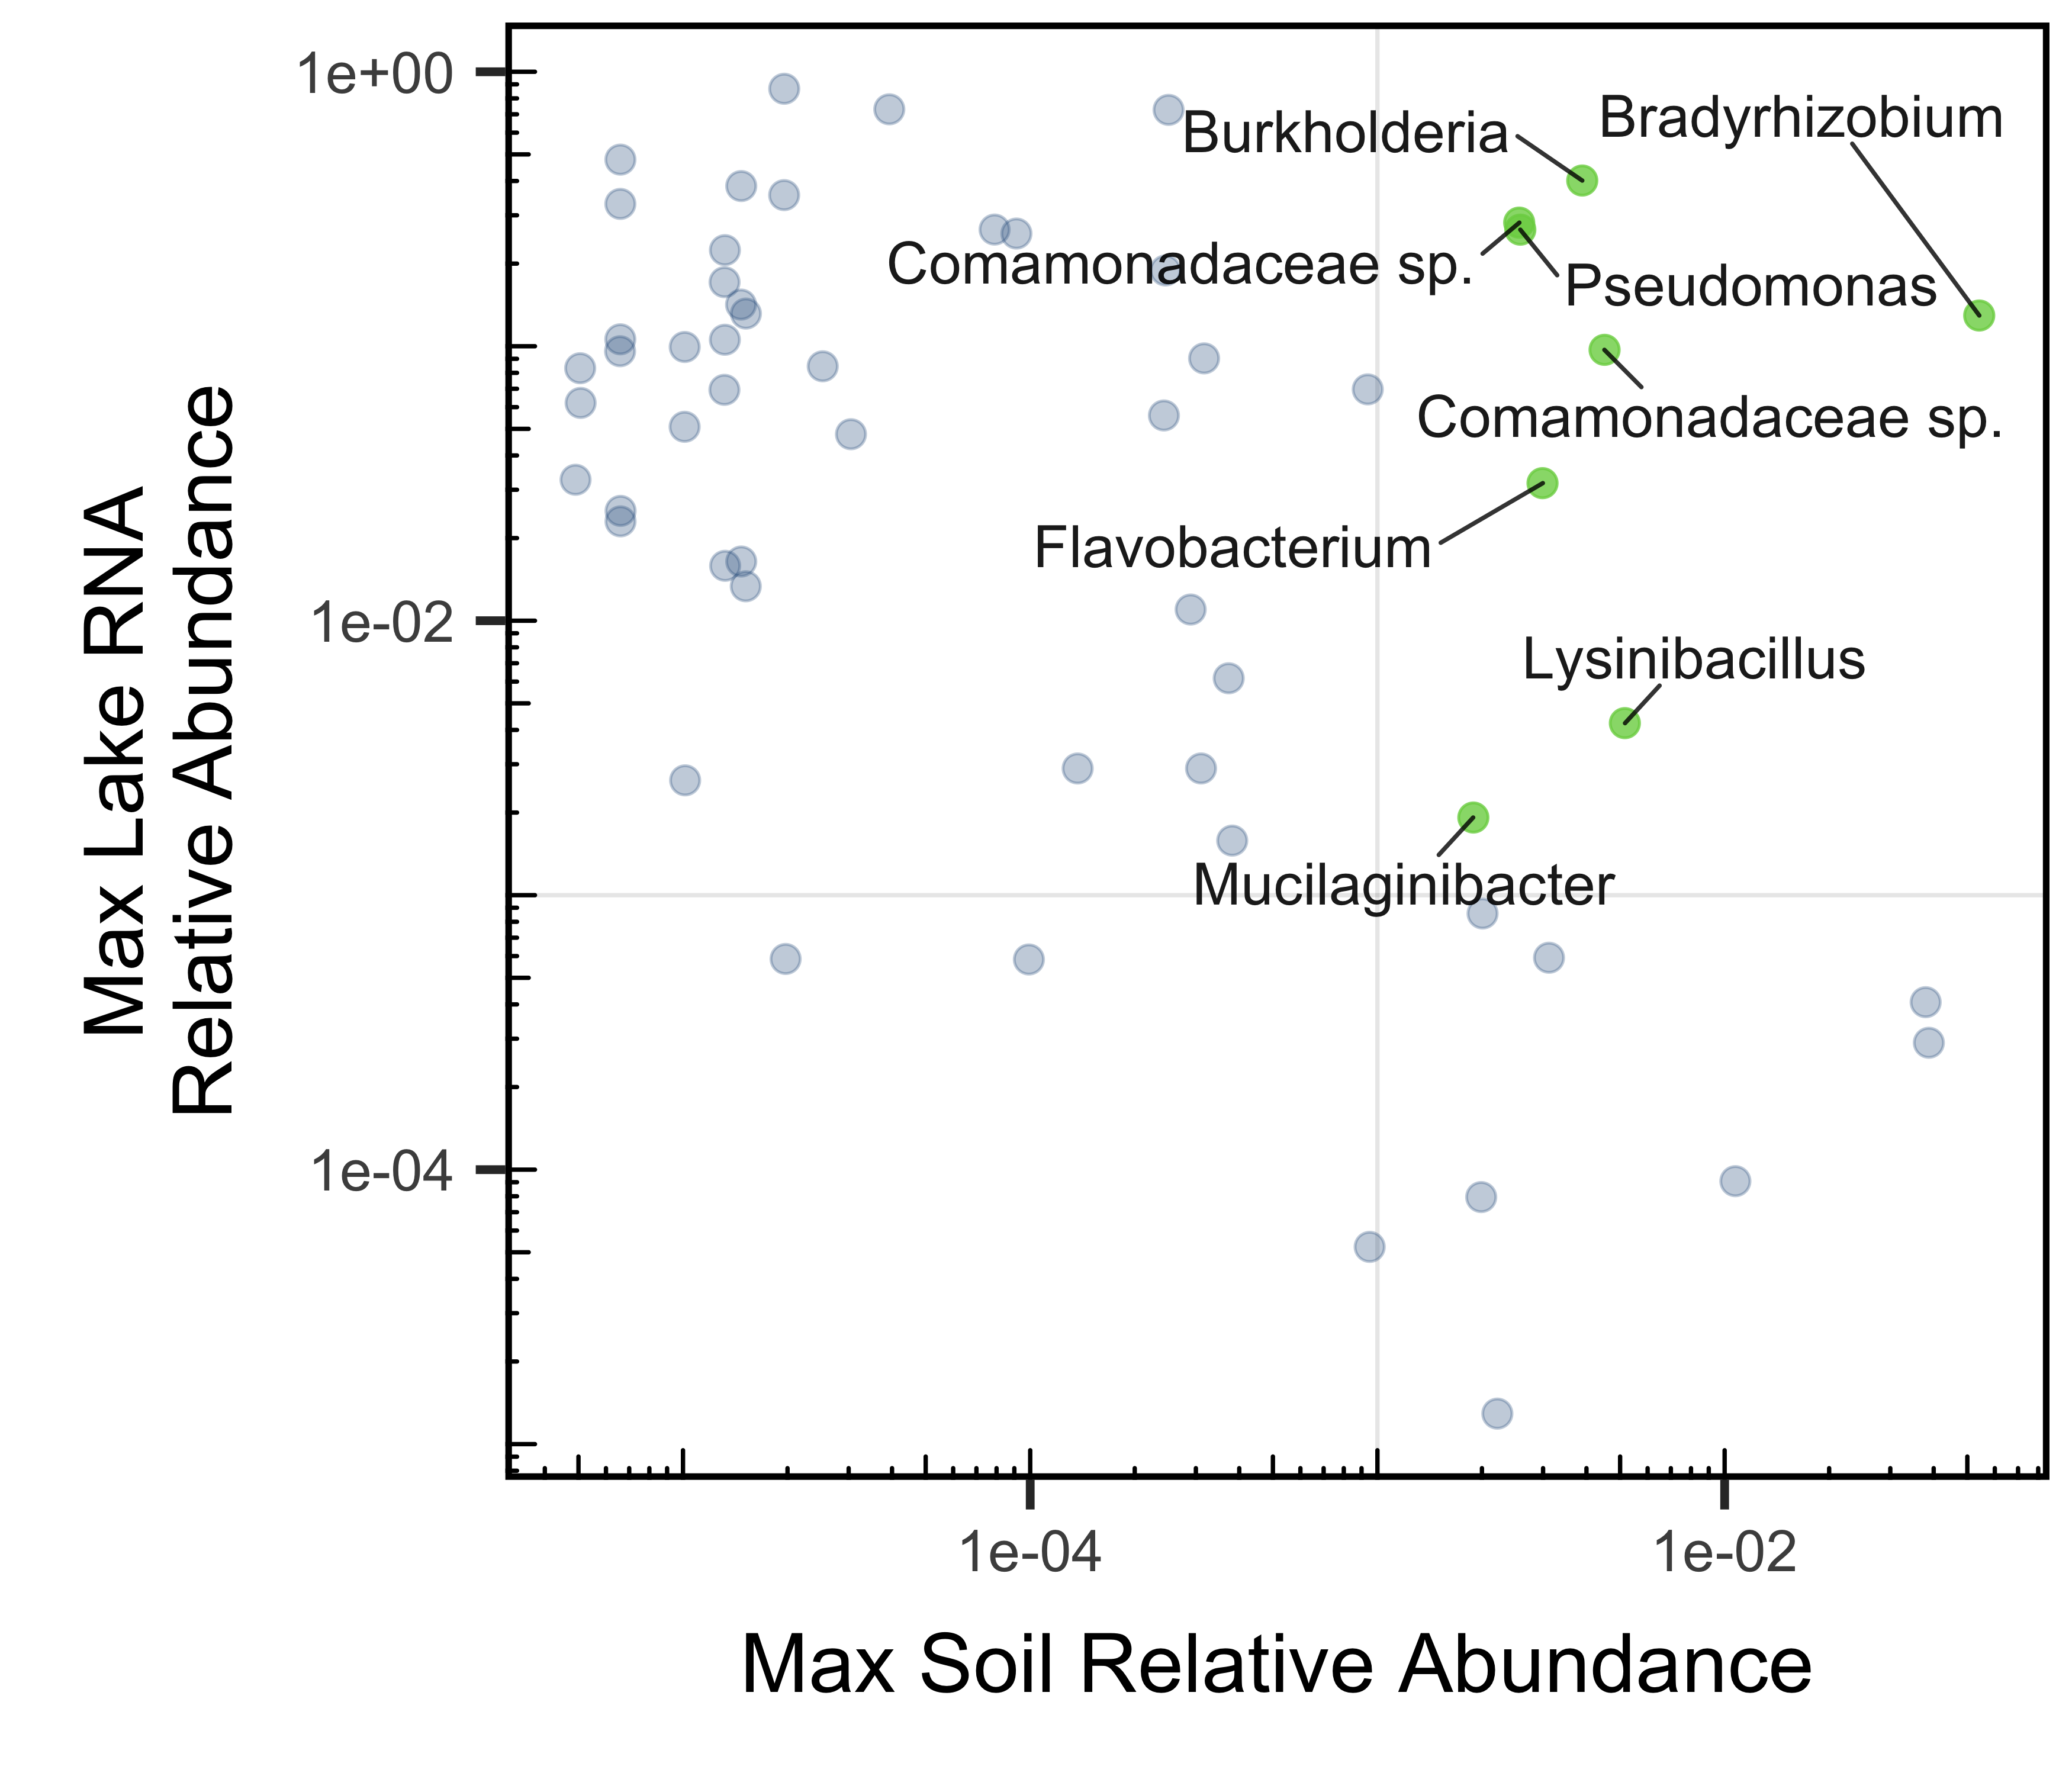 Max Lake RNA
Relative Abundance
1e+00
1e-02
1e-04
Burkholderia
Bradyrhizobium
Comamonadaceae sp.
Pseudomonas
Comamonadaceae sp.
Flavobacterium
Lysinibacillus
Mucilaginibacter
1e-04
1e-02
Max Soil Relative Abundance